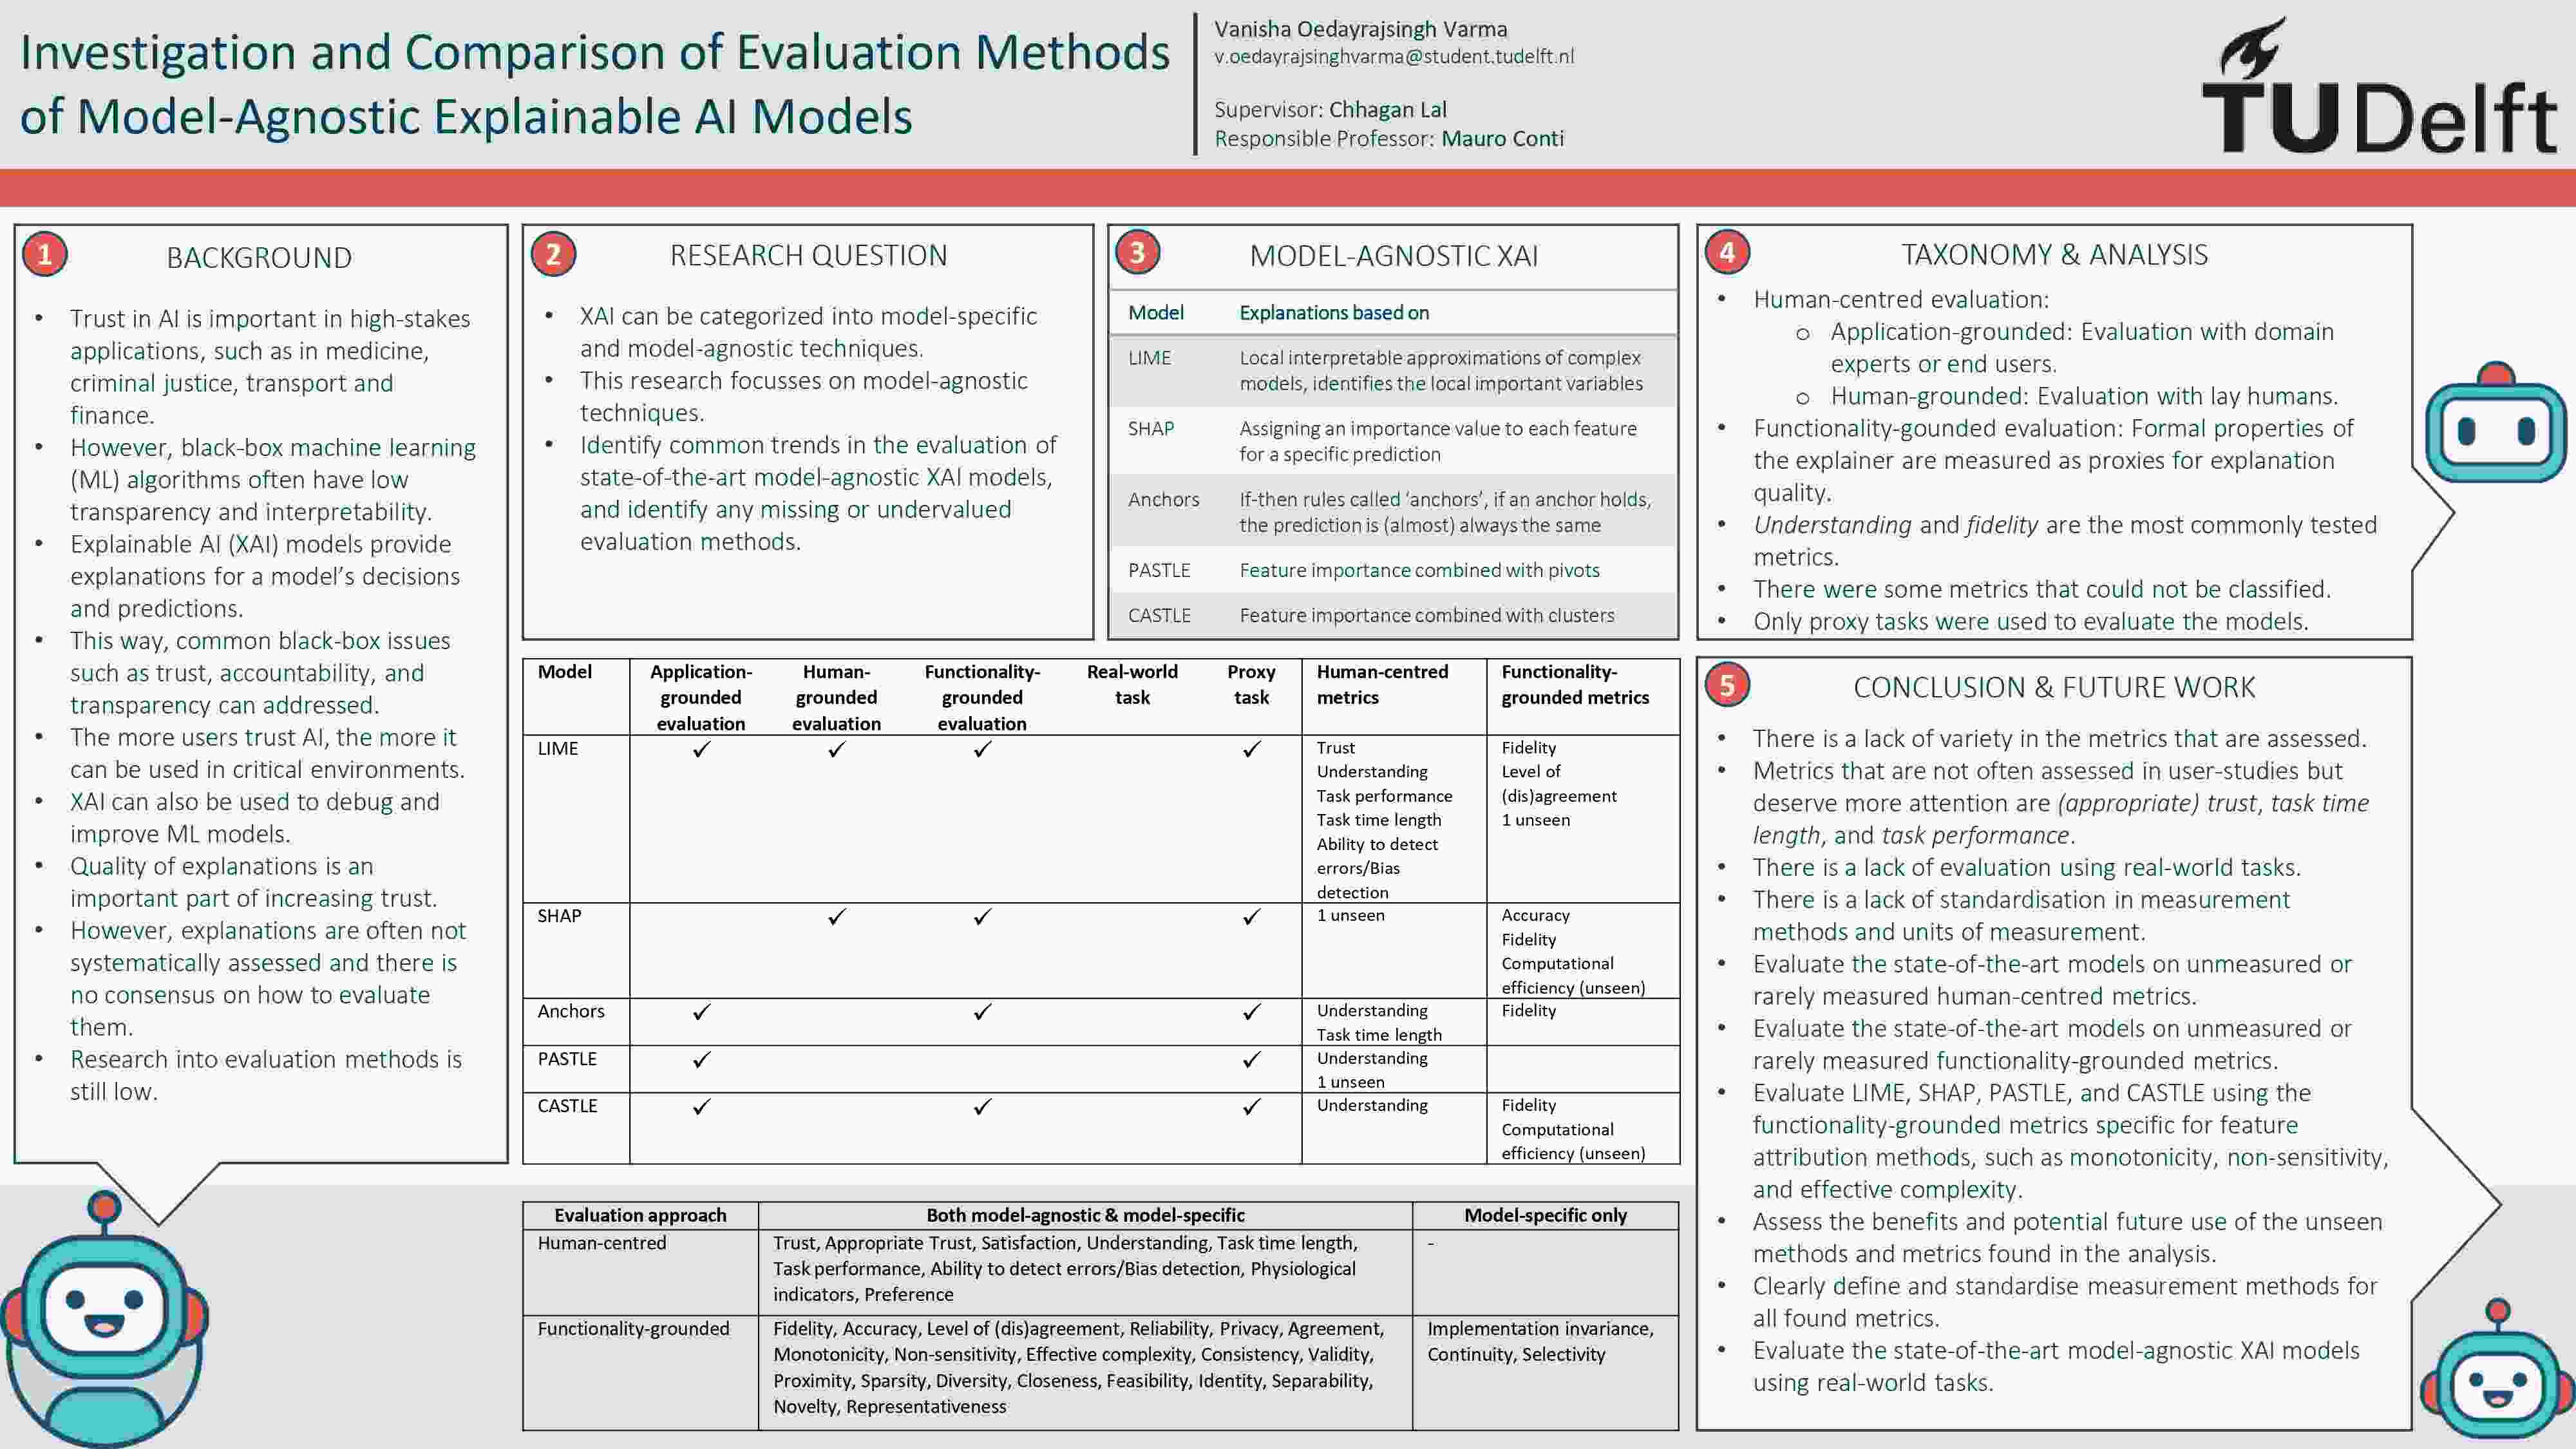 Investigation and Comparison of Evaluation Methods
of Model-Agnostic Explainable AI Models
Vanisha Oedayrajsingh Varma
v.oedayrajsinghvarma@student.tudelft.nl
Supervisor: Chhagan Lal
Responsible Professor: Mauro Conti
TUDelft
1 BACKGROUND
• Trust in AI is important in high-stakes
applications, such as in medicine,
criminal justice, transport and
finance.
• However, black-box machine learning
(ML) algorithms often have low
transparency and interpretability.
• Explainable AI (XAI) models provide
explanations for a model's decisions
and predictions.
• This way, common black-box issues
such as trust, accountability, and
transparency can addressed.
• The more users trust AI, the more it
can be used in critical environments.
• XAI can also be used to debug and
improve ML models.
• Quality of explanations is an
important part of increasing trust.
• However, explanations are often not
systematically assessed and there is
no consensus on how to evaluate
them.
• Research into evaluation methods is
still low.
2 RESEARCH QUESTION
• XAI can be categorized into model-specific
and model-agnostic techniques.
• This research focusses on model-agnostic
techniques.
• Identify common trends in the evaluation of
state-of-the-art model-agnostic XAI models,
and identify any missing or undervalued
evaluation methods.
3 MODEL-AGNOSTIC XAI
Model Explanations based on
LIME Local interpretable approximations of complex
models, identifies the local important variables
SHAP Assigning an importance value to each feature
for a specific prediction
Anchors If-then rules called ‘anchors’, if an anchor holds,
the prediction is (almost) always the same
PASTLE Feature importance combined with pivots
CASTLE Feature importance combined with clusters
4 TAXONOMY & ANALYSIS
• Human-centred evaluation:
o Application-grounded: Evaluation with domain
experts or end users.
o Human-grounded: Evaluation with lay humans.
• Functionality-gounded evaluation: Formal properties of
the explainer are measured as proxies for explanation
quality.
• Understanding and fidelity are the most commonly tested
metrics.
• There were some metrics that could not be classified.
• Only proxy tasks were used to evaluate the models.
Model Application- Human- Functionality- Real-world Proxy Human-centred Functionality-
grounded grounded grounded task task metrics grounded metrics
evaluation evaluation evaluation
LIME ✓ ✓ ✓ ✓ Trust Fidelity
Understanding Level of
Task performance (dis)agreement
Task time length 1 unseen
Ability to detect
errors/Bias
detection
SHAP ✓ ✓ ✓ 1 unseen Accuracy
Fidelity
Computational
efficiency (unseen)
Anchors ✓ ✓ ✓ Understanding Fidelity
Task time length
PASTLE ✓ ✓ Understanding
1 unseen
CASTLE ✓ ✓ ✓ Understanding Fidelity
Computational
efficiency (unseen)
Evaluation approach Both model-agnostic & model-specific Model-specific only
Human-centred Trust, Appropriate Trust, Satisfaction, Understanding, Task time length, -
Task performance, Ability to detect errors/Bias detection, Physiological
indicators, Preference
Functionality-grounded Fidelity, Accuracy, Level of (dis)agreement, Reliability, Privacy, Agreement, Implementation invariance,
Monotonicity, Non-sensitivity, Effective complexity, Consistency, Validity, Continuity, Selectivity
Proximity, Sparsity, Diversity, Closeness, Feasibility, Identity, Separability,
Novelty, Representativeness
5 CONCLUSION & FUTURE WORK
• There is a lack of variety in the metrics that are assessed.
• Metrics that are not often assessed in user-studies but
deserve more attention are (appropriate) trust, task time
length, and task performance.
• There is a lack of evaluation using real-world tasks.
• There is a lack of standardisation in measurement
methods and units of measurement.
• Evaluate the state-of-the-art models on unmeasured or
rarely measured human-centred metrics.
• Evaluate the state-of-the-art models on unmeasured or
rarely measured functionality-grounded metrics.
• Evaluate LIME, SHAP, PASTLE, and CASTLE using the
functionality-grounded metrics specific for feature
attribution methods, such as monotonicity, non-sensitivity,
and effective complexity.
• Assess the benefits and potential future use of the unseen
methods and metrics found in the analysis.
• Clearly define and standardise measurement methods for
all found metrics.
• Evaluate the state-of-the-art model-agnostic XAI models
using real-world tasks.